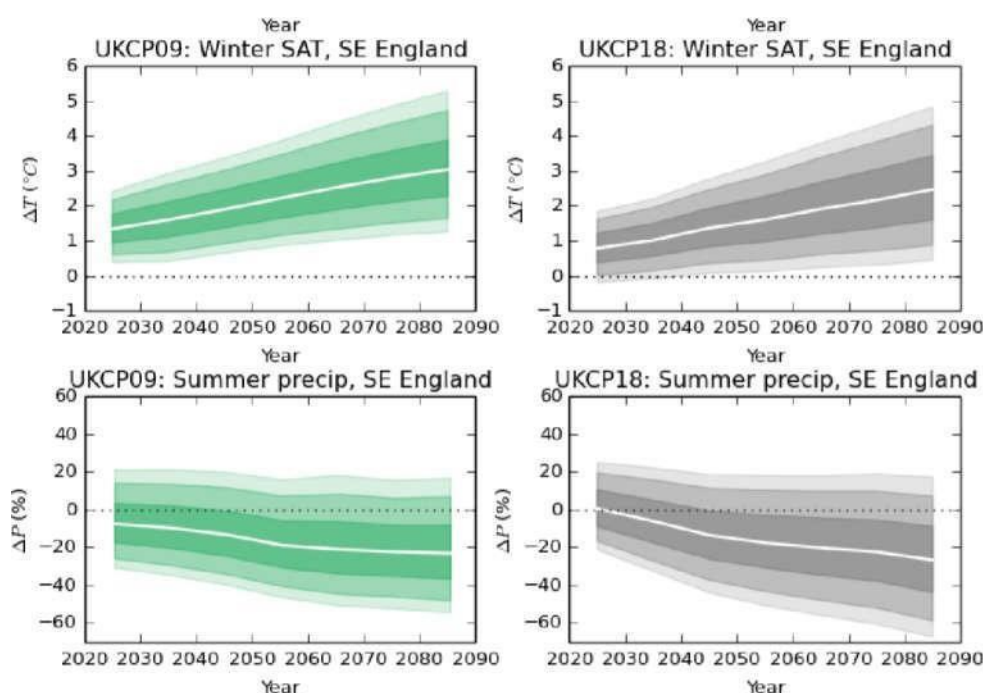 Year
UKCP09: Winter SAT, SE England
6
5
4
3
2
1
0
−1
ΔT (°C)
2020 2030 2040 2050 2060 2070 2080 2090
Year
Year
UKCP18: Winter SAT, SE England
6
5
4
3
2
1
0
−1
ΔT (°C)
2020 2030 2040 2050 2060 2070 2080 2090
Year
UKCP09: Summer precip, SE England
60
40
20
0
−20
−40
−60
ΔP (%)
2020 2030 2040 2050 2060 2070 2080 2090
Year
UKCP18: Summer precip, SE England
60
40
20
0
−20
−40
−60
ΔP (%)
2020 2030 2040 2050 2060 2070 2080 2090
Year